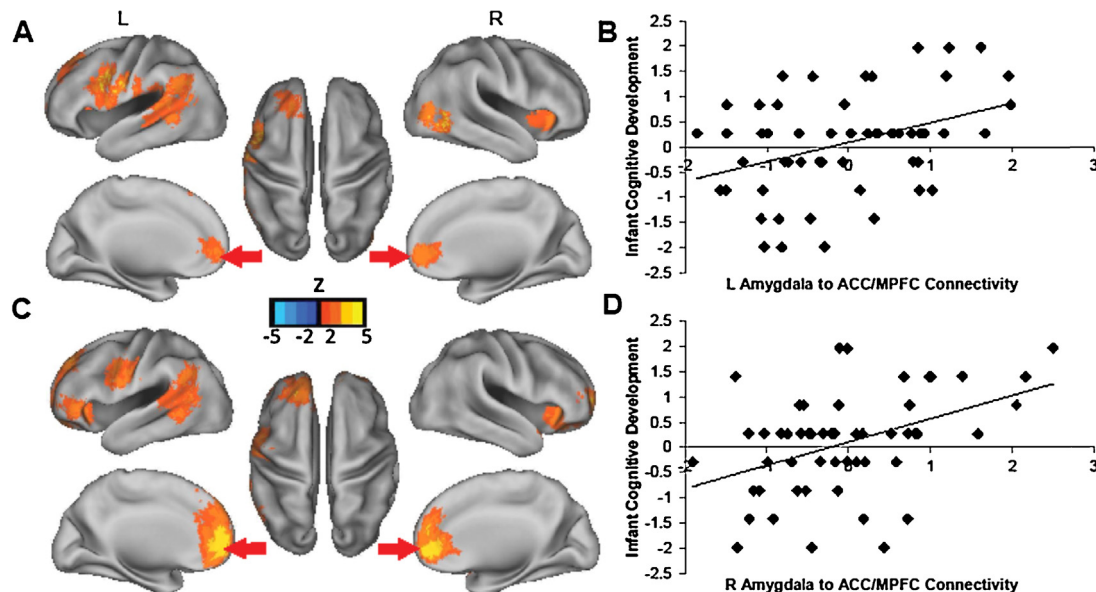 L R
A
B
Infant Cognitive Development
2.5
2
1.5
1
0.5
0
-0.5
-1
-1.5
-2
-2.5
-2 -1 0 1 2 3
L Amygdala to ACC/MPFC Connectivity
Z
-5 -2 2 5
C
D
Infant Cognitive Development
2.5
2
1.5
1
0.5
0
-0.5
-1
-1.5
-2
-2.5
-2 -1 0 1 2 3
R Amygdala to ACC/MPFC Connectivity